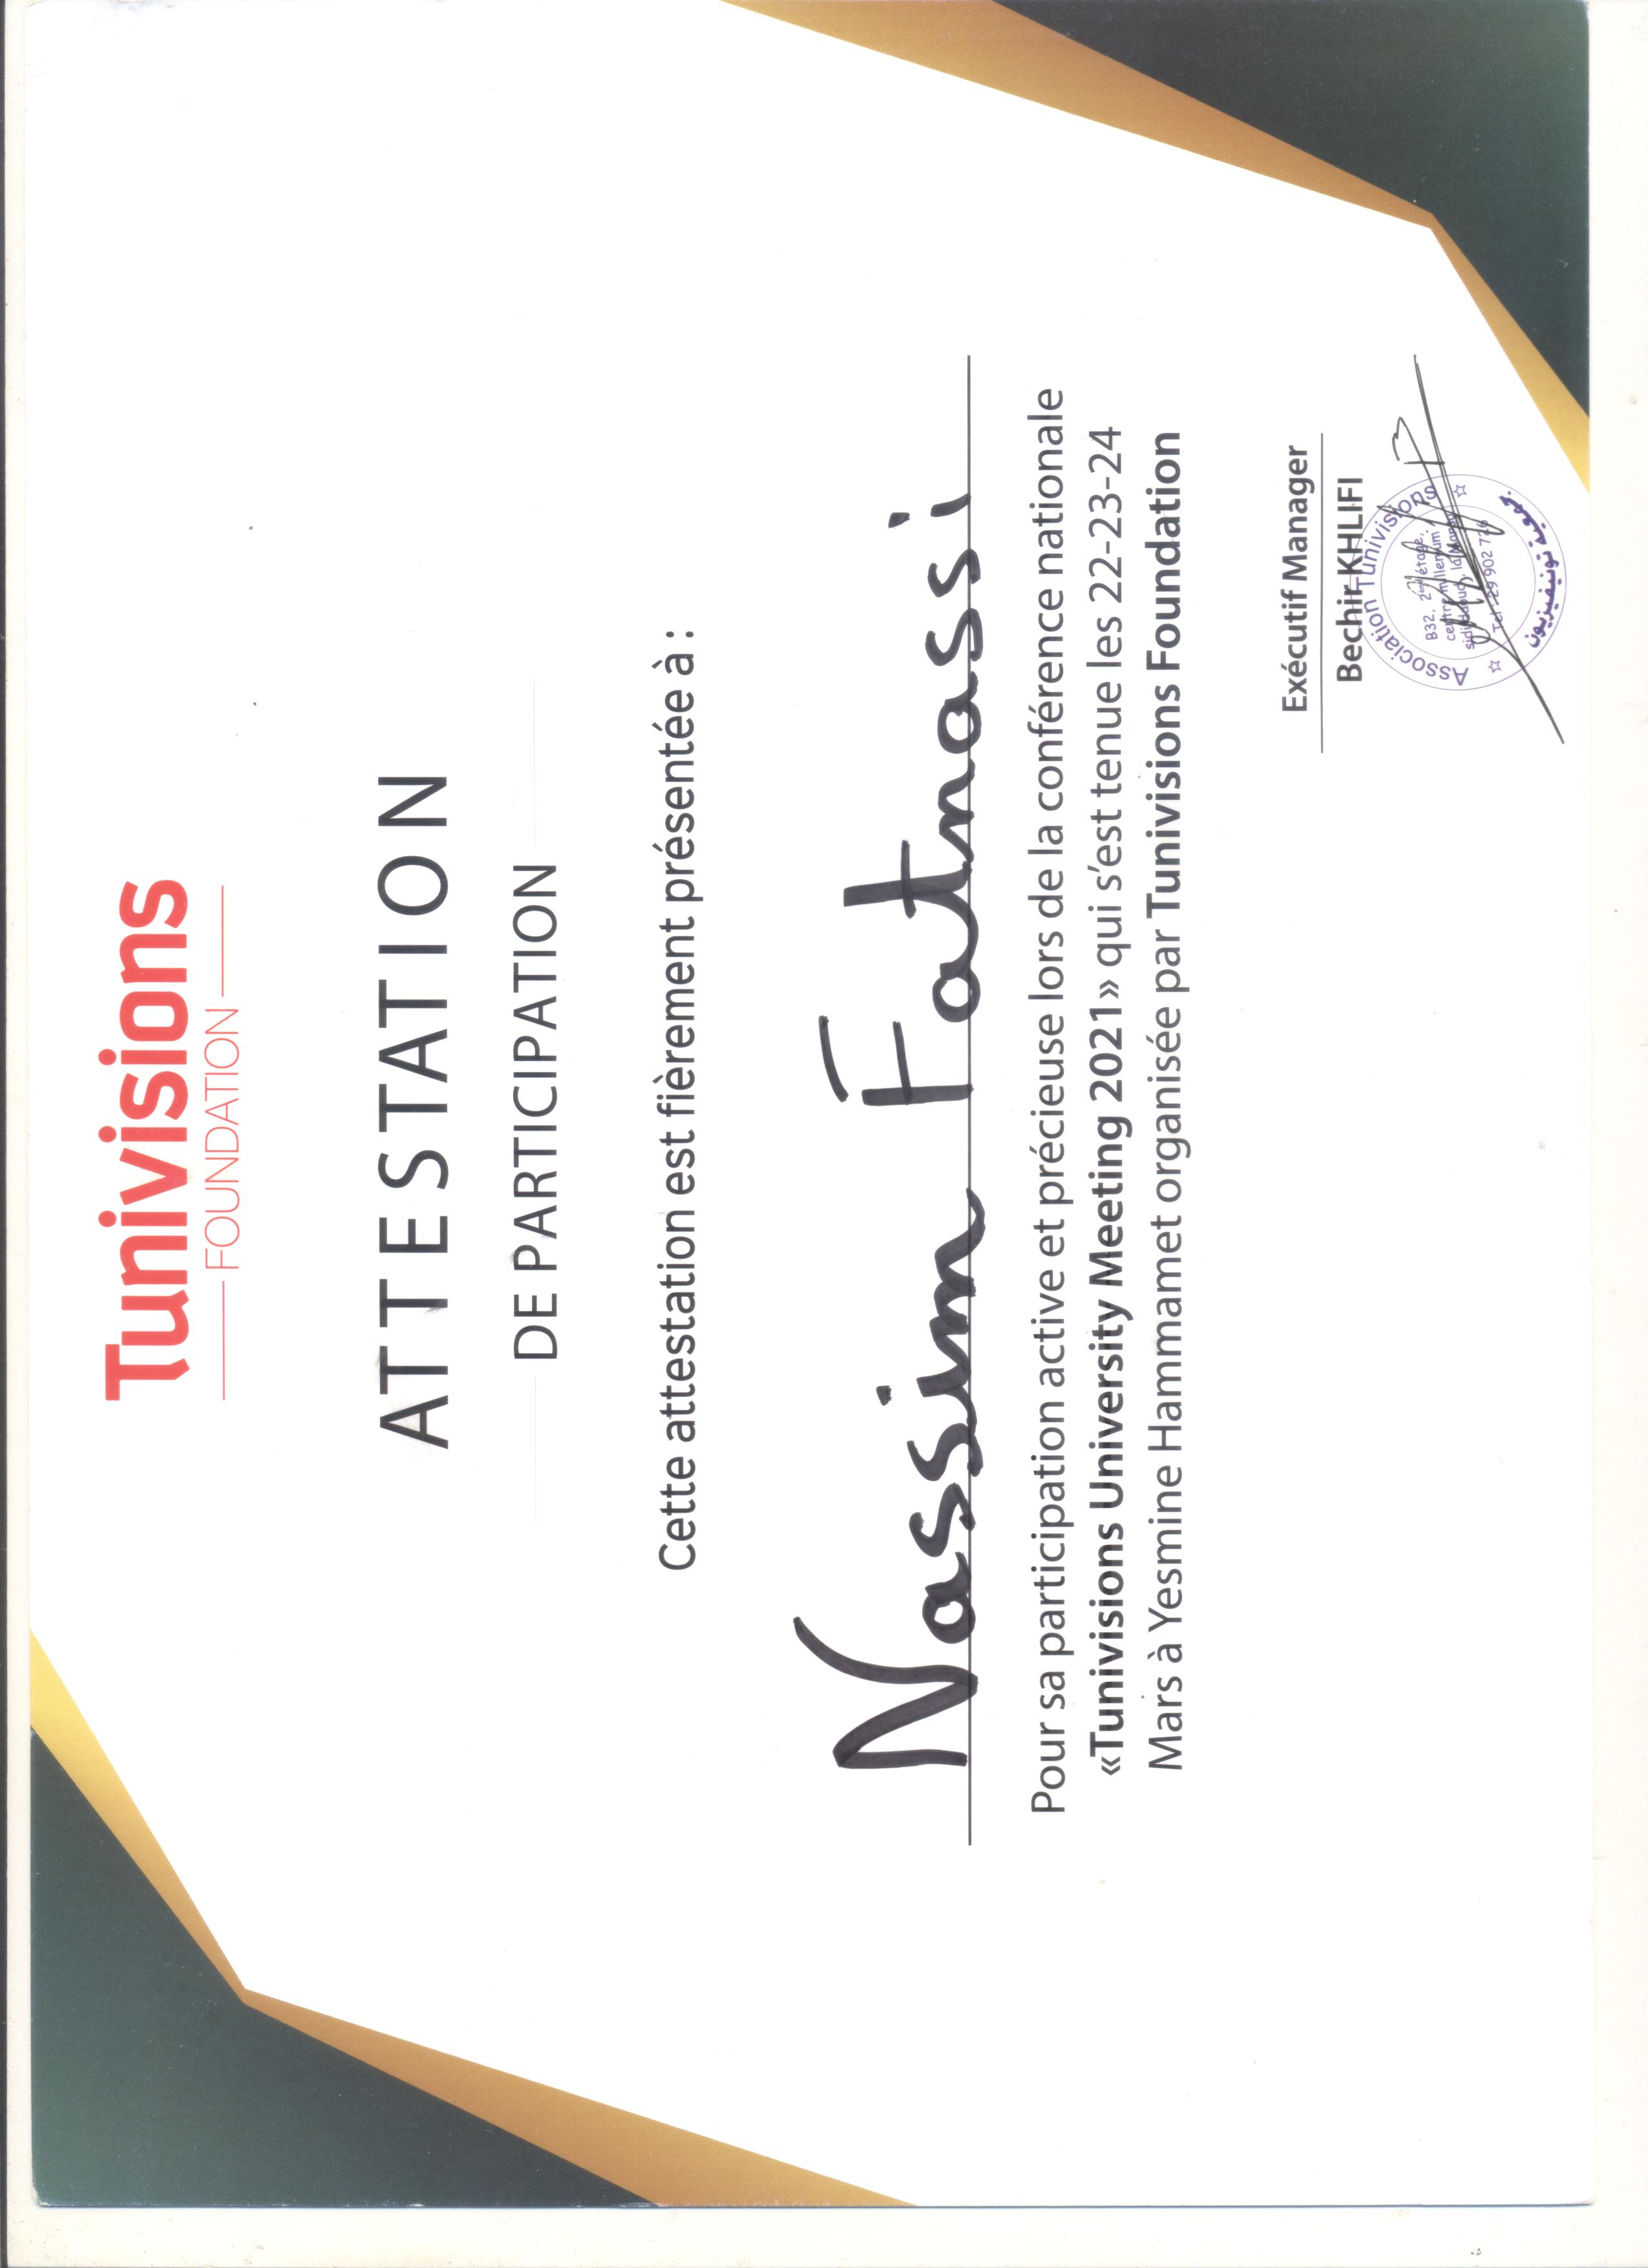 Tunivisions
FOUNDATION
ATTESTATION
DE PARTICIPATION
Cette attestation est fièrement présentée à :
Nassim Fatnassi
Pour sa participation active et précieuse lors de la conférence nationale
«Tunivisions University Meeting 2021» qui s'est tenue les 22-23-24
Mars à Yesmine Hammamet organisée par Tunivisions Foundation
Exécutif Manager
Bechir KHLIFI
Association Tunivisions
B32, 2ème étage,
centre millenium
sidi daoud, la Marsa
Tel : 29 902 726
جمعية تونيفيزيون